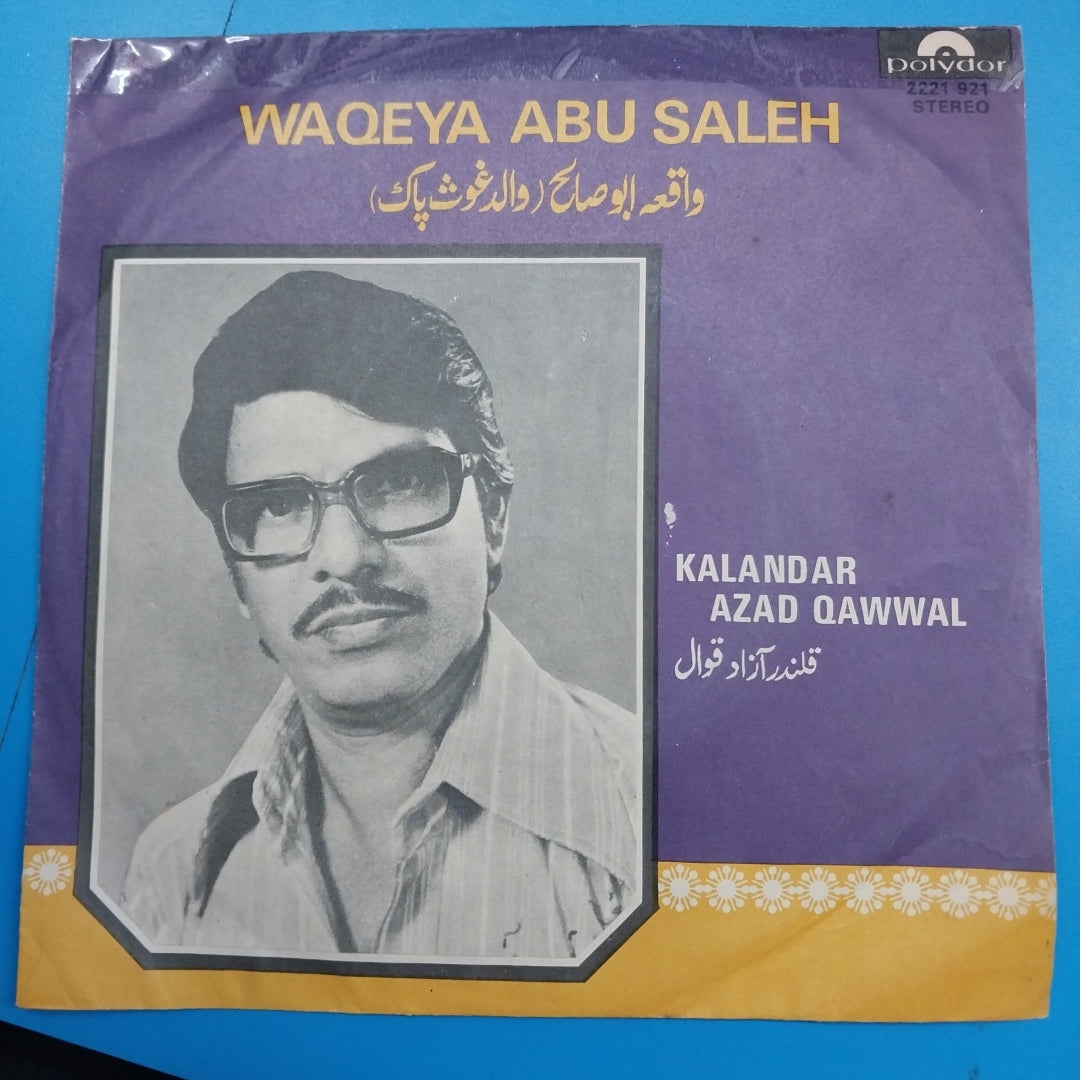 polydor
2221 921
STEREO
WAQEYA ABU SALEH
واقعہ ابو صالح (والد غوث پاک)
KALANDAR
AZAD QAWWAL
قلندر آزاد قوال